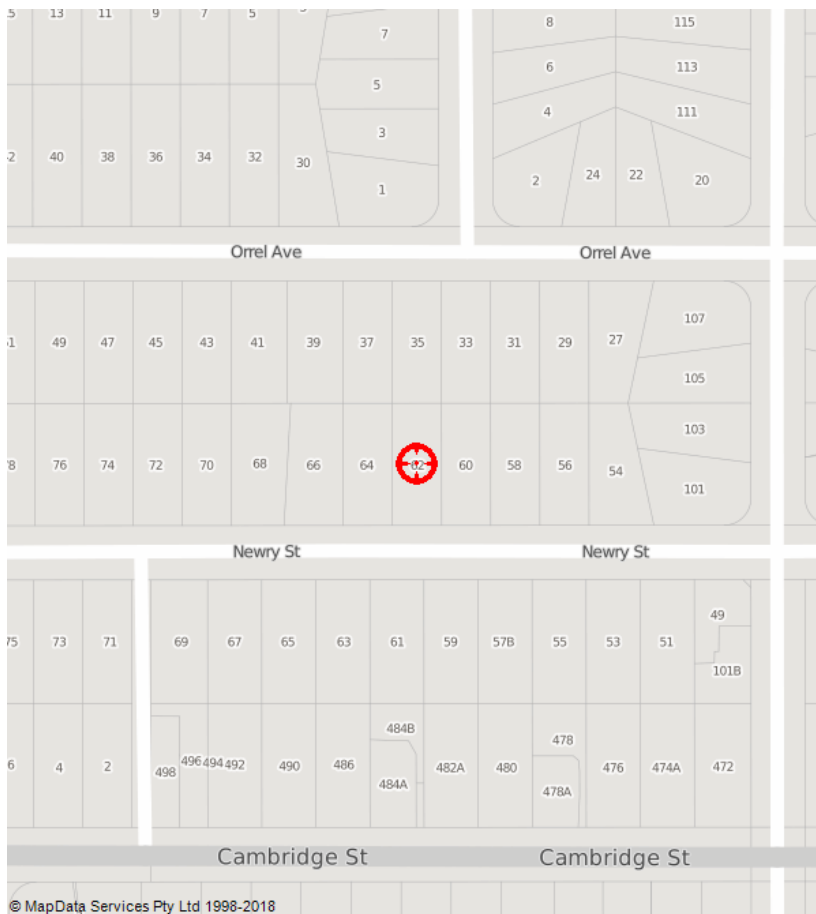 13 11 9 7 5
7
8 115
5
6 113
3
4 111
40 38 36 34 32 30
1
2 24 22 20
Orrel Ave Orrel Ave
49 47 45 43 41 39 37 35 33 31 29 27
107
105
103
76 74 72 70 68 66 64 62 60 58 56 54
101
Newry St Newry St
49
73 71 69 67 65 63 61 59 57B 55 53 51
101B
484B
478
4 2 498 496 494 492 490 486 482A 480 476 474A 472
484A
478A
Cambridge St Cambridge St
© MapData Services Pty Ltd 1998-2018